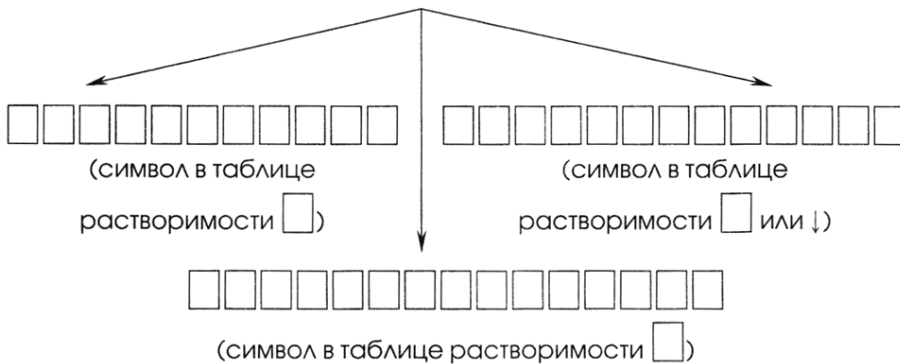 (символ в таблице
растворимости )
(символ в таблице
растворимости или ↓)
(символ в таблице растворимости )